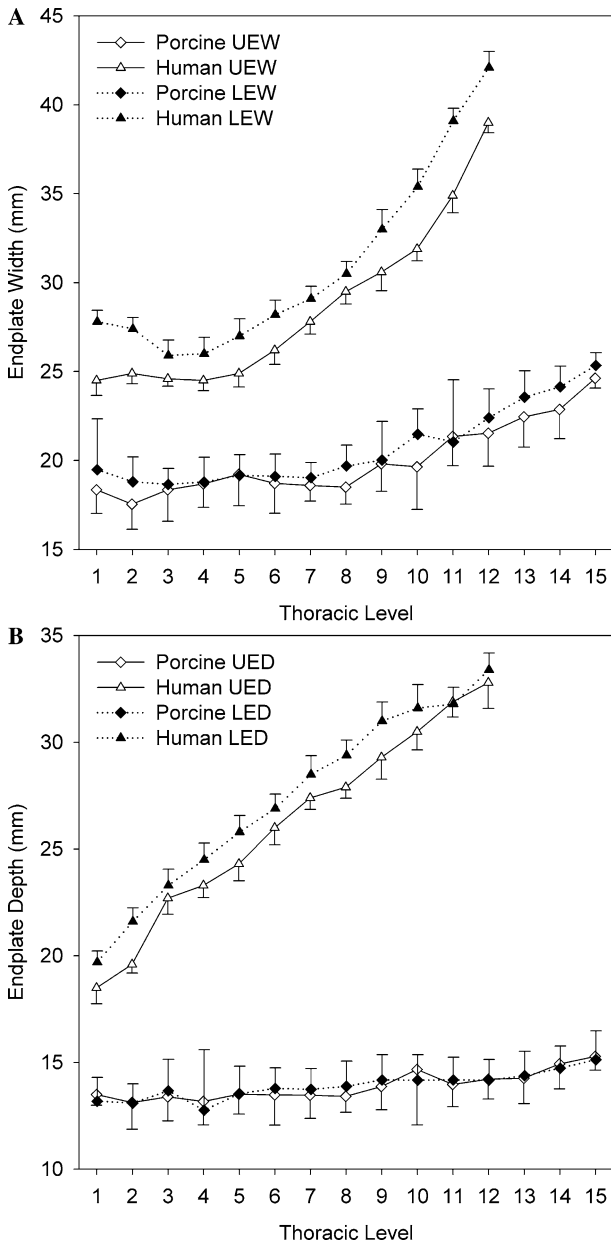 A
45
40
35
30
25
20
15
Endplate Width (mm)
Porcine UEW
Human UEW
Porcine LEW
Human LEW
1 2 3 4 5 6 7 8 9 10 11 12 13 14 15
Thoracic Level
B
35
30
25
20
15
10
Endplate Depth (mm)
Porcine UED
Human UED
Porcine LED
Human LED
1 2 3 4 5 6 7 8 9 10 11 12 13 14 15
Thoracic Level